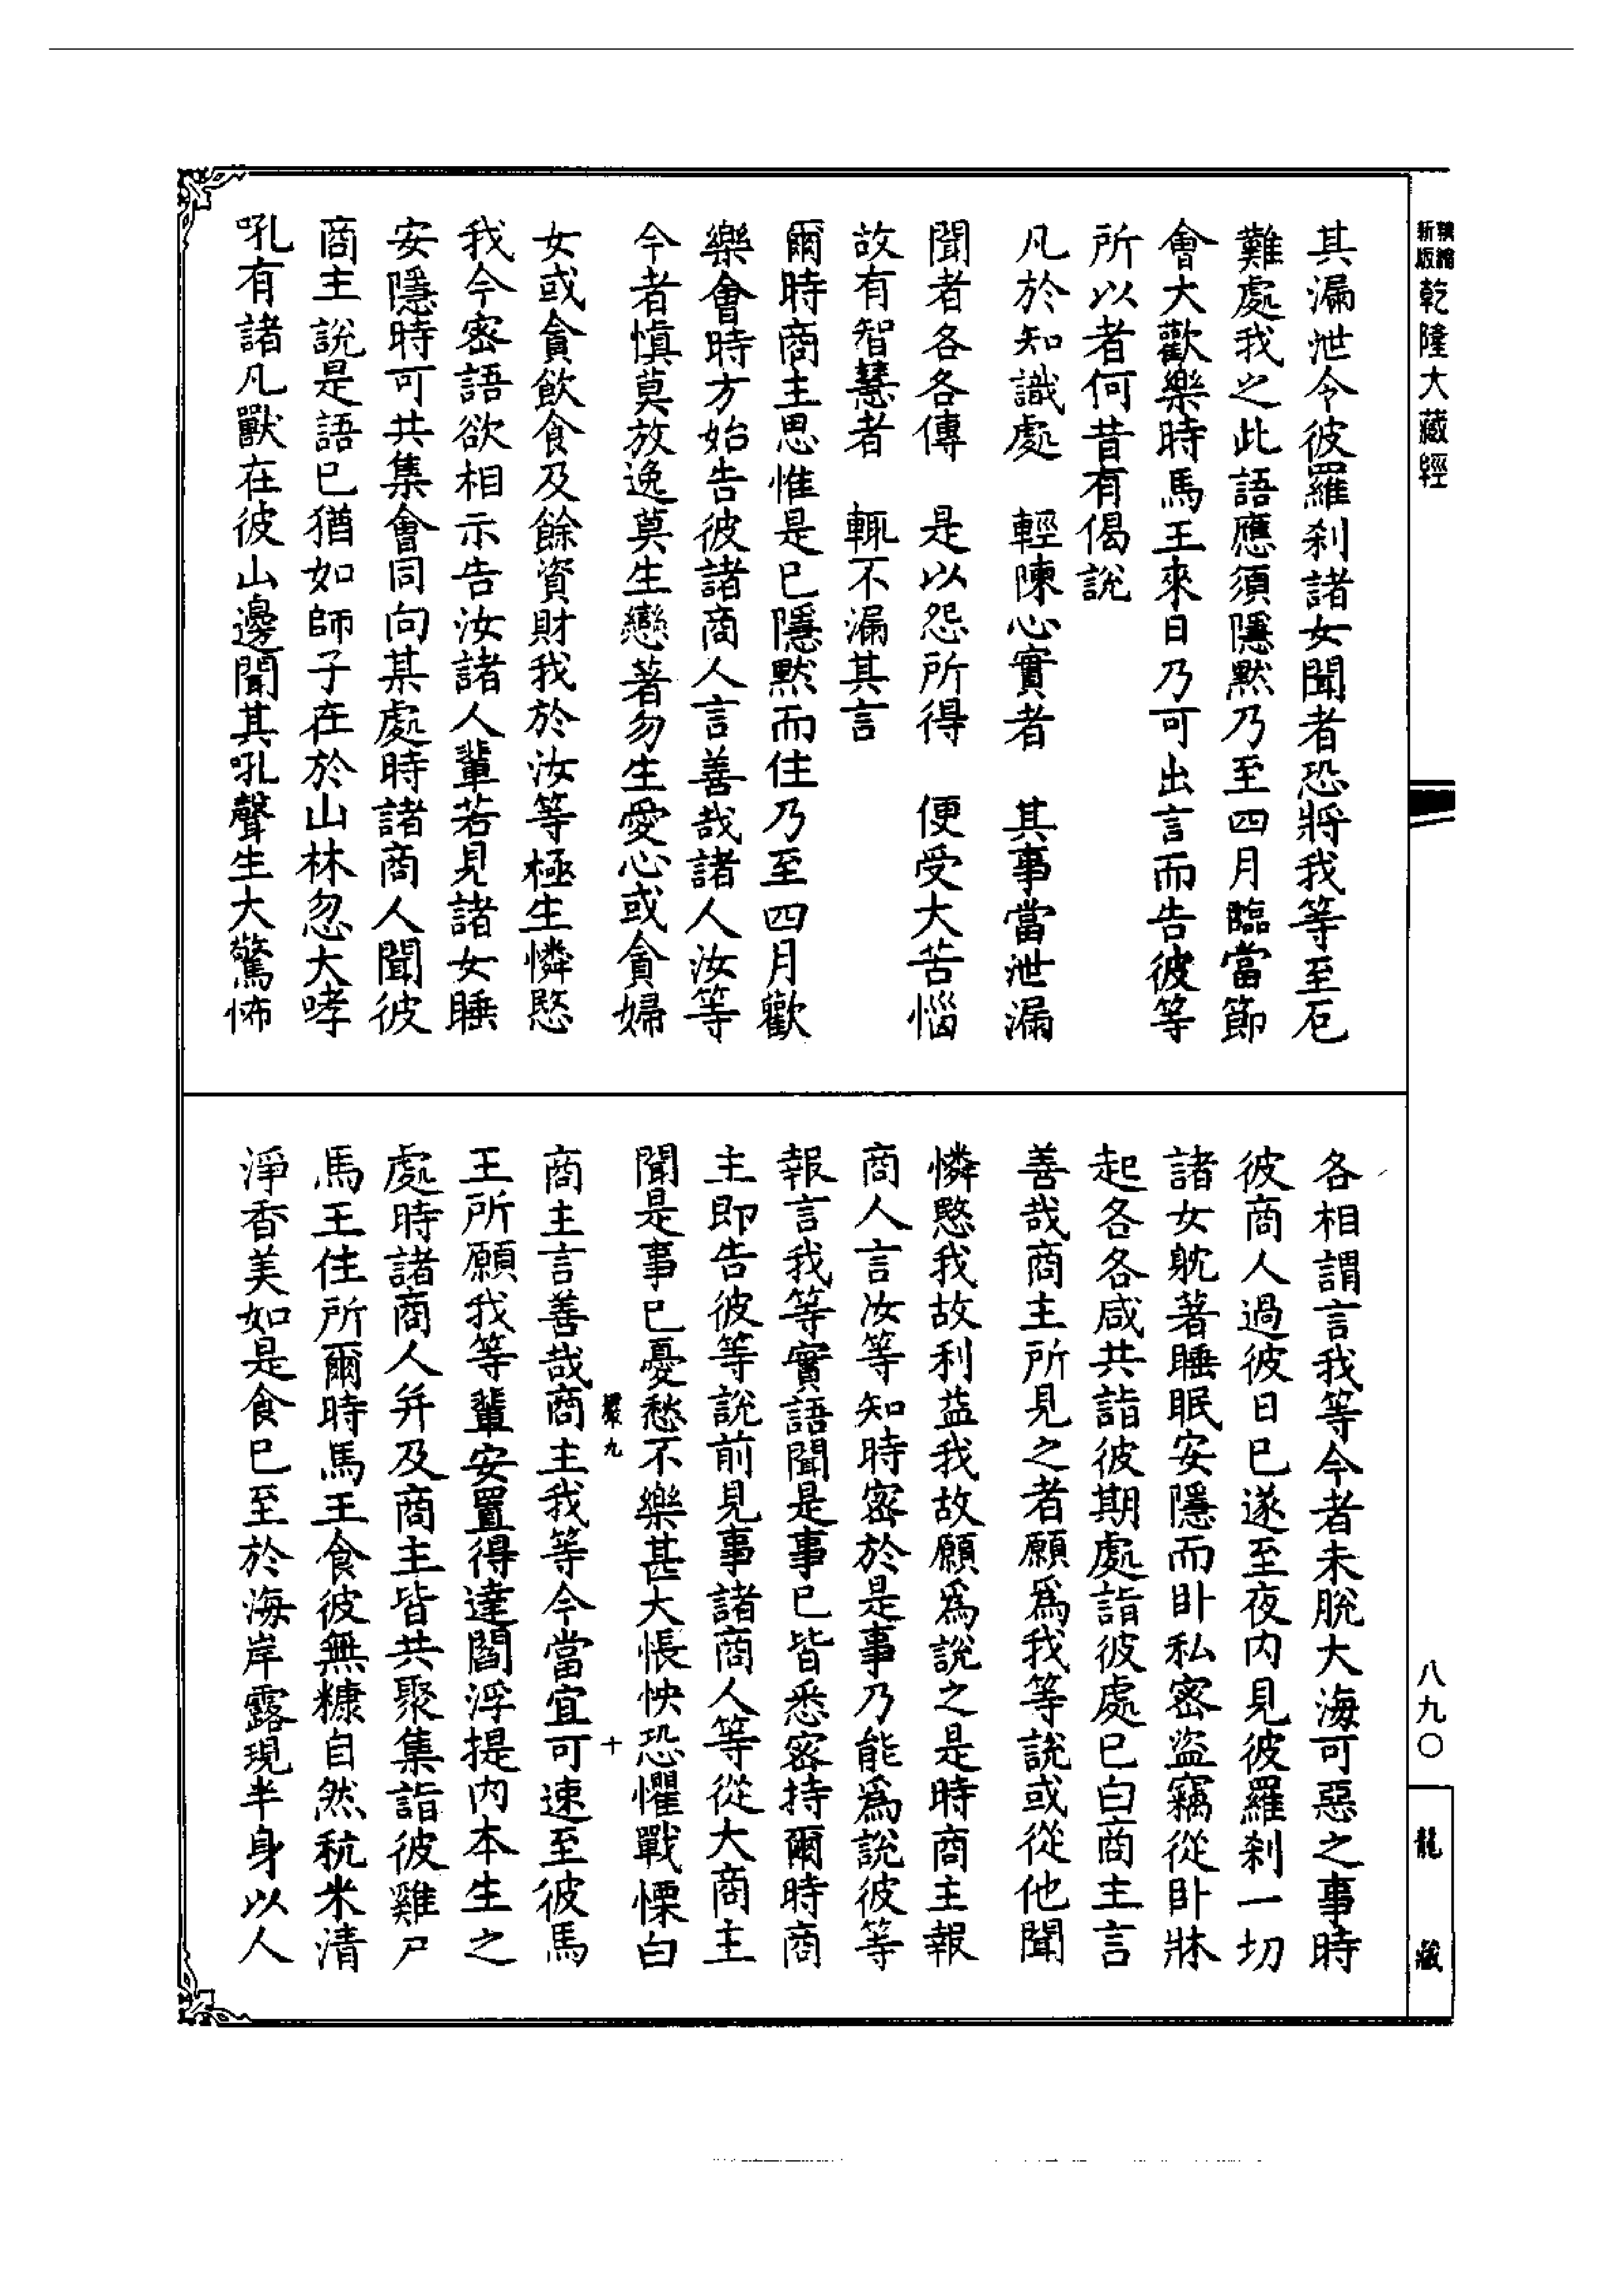 新版
乾隆大藏經
其漏泄令彼羅剎諸女聞者恐將我等至厄
難處我之此語應須隱默乃至四月臨當節
會大歡樂時馬王來日乃可出言而告彼等
所以者何昔有偈說
凡於知識處　輕陳心實者　其事當泄漏
聞者各各傳　是以怨所得　便受大苦惱
故有智慧者　輒不漏其言
爾時商主思惟是已隱默而住乃至四月歡
樂會時方始告彼諸商人言善哉諸人汝等
今者慎莫放逸莫生戀著勿生愛心或貪婦
女或貪飲食及餘資財我於汝等極生憐愍
我今密語欲相示告汝諸人輩若見諸女睡
安隱時可共集會同向某處時諸商人聞彼
商主說是語已猶如師子在於山林忽大哮
吼有諸凡獸在彼山邊聞其吼聲生大驚怖
各相謂言我等今者未脫大海可惡之事時
彼商人過彼日已遂至夜內見彼羅剎一切
諸女躭著睡眠安隱而臥私密盜竊從臥牀
起各各咸共詣彼期處詣彼處已白商主言
善哉商主所見之者願為我等說或從他聞
憐愍我故利益我故願為說之是時商主報
商人言汝等知時密於是事乃能為說彼等
報言我等實語聞是事已皆悉密持爾時商
主即告彼等說前見事諸商人等從大商主
聞是事已憂愁不樂甚大悵怏恐懼戰慄白
九　十
商主言善哉商主我等今當宜可速至彼馬
王所願我等輩安置得達閻浮提內本生之
處時諸商人并及商主皆共聚集詣彼雞尸
馬王住所爾時馬王食彼無糠自然秔米清
淨香美如是食已至於海岸露現半身以人
八九〇
龍藏